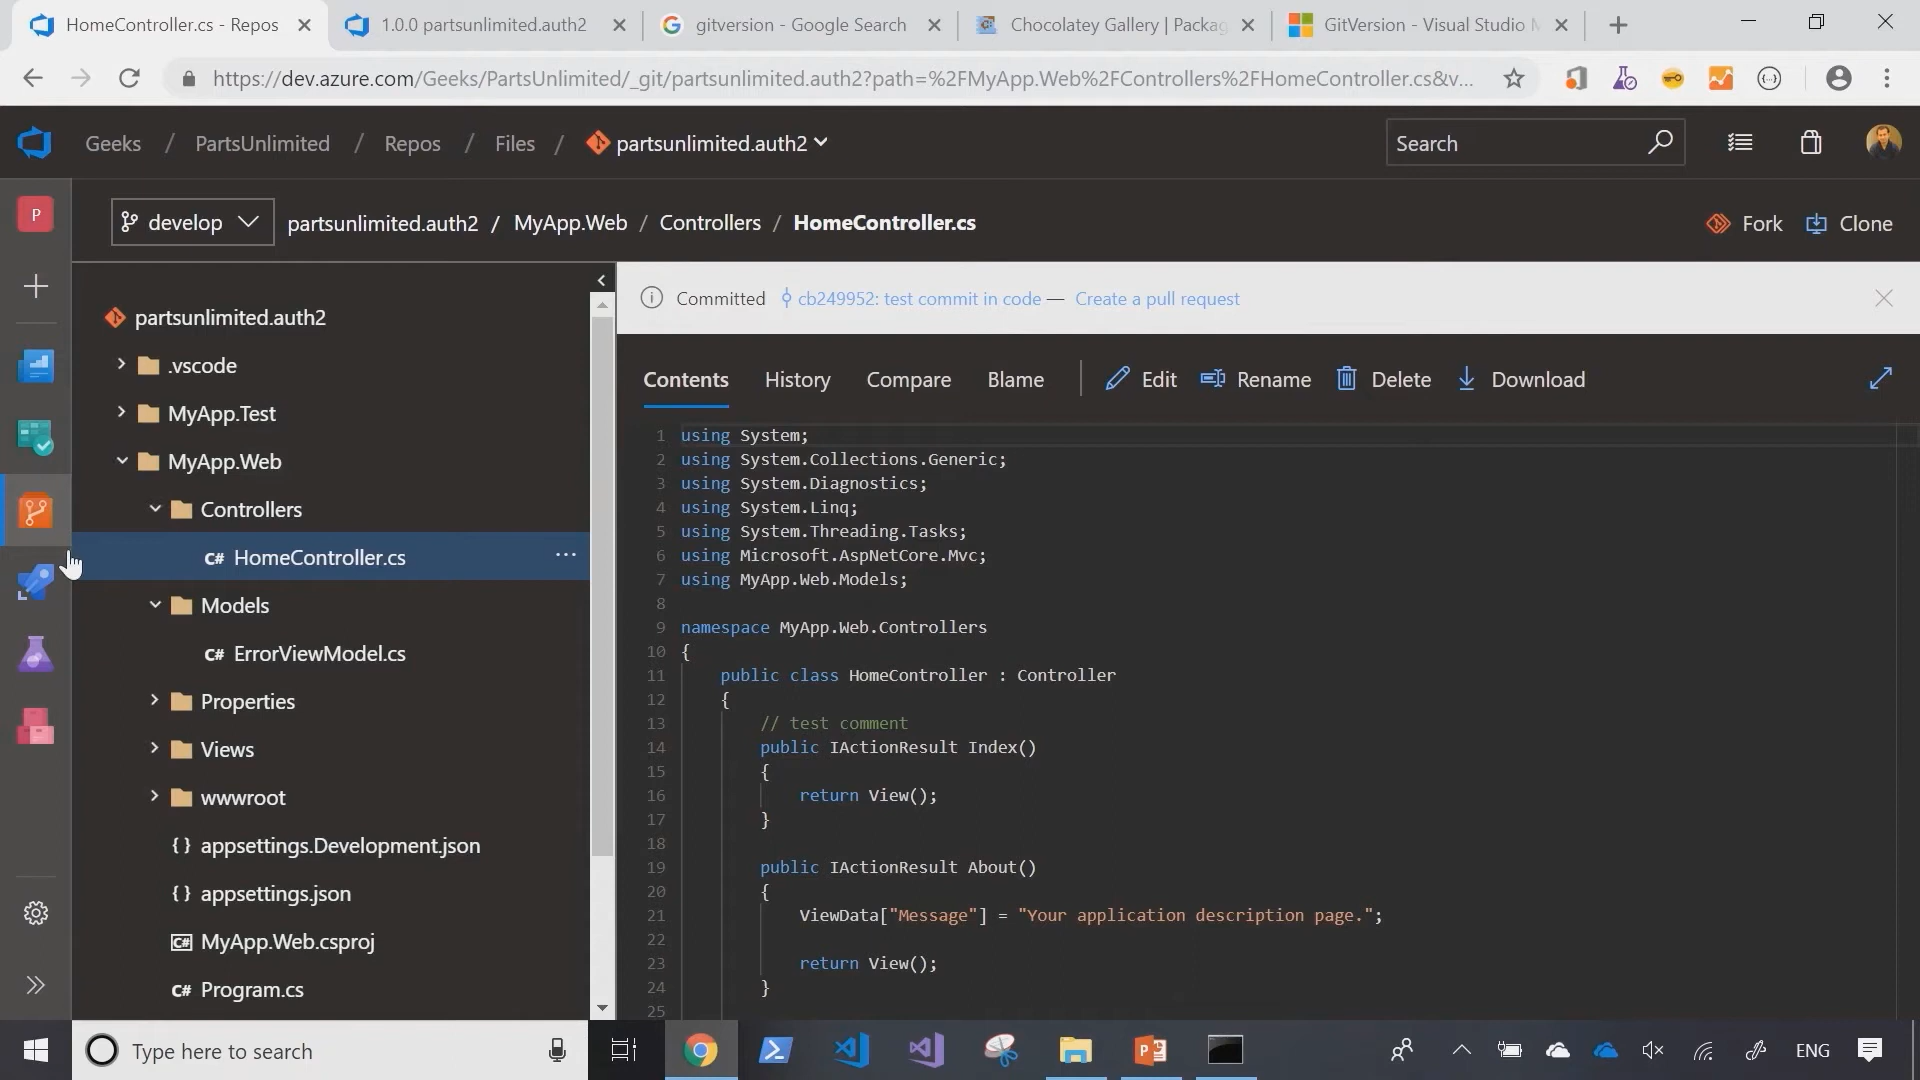 HomeController.cs - Repos
1.0.0 partsunlimited.auth2
gitversion - Google Search
Chocolatey Gallery | Packag
GitVersion - Visual Studio M
https://dev.azure.com/Geeks/PartsUnlimited/_git/partsunlimited.auth2?path=%2FMyApp.Web%2FControllers%2FHomeController.cs&v...
Geeks / PartsUnlimited / Repos / Files / partsunlimited.auth2
Search
P
develop
partsunlimited.auth2 / MyApp.Web / Controllers / HomeController.cs
Fork
Clone
partsunlimited.auth2
.vscode
MyApp.Test
MyApp.Web
Controllers
C# HomeController.cs ...
Models
C# ErrorViewModel.cs
Properties
Views
wwwroot
{ } appsettings.Development.json
{ } appsettings.json
C# MyApp.Web.csproj
C# Program.cs
Committed cb249952: test commit in code — Create a pull request
Contents History Compare Blame Edit Rename Delete Download
1 using System;
2 using System.Collections.Generic;
3 using System.Diagnostics;
4 using System.Linq;
5 using System.Threading.Tasks;
6 using Microsoft.AspNetCore.Mvc;
7 using MyApp.Web.Models;
8
9 namespace MyApp.Web.Controllers
10 {
11 public class HomeController : Controller
12 {
13 // test comment
14 public IActionResult Index()
15 {
16 return View();
17 }
18
19 public IActionResult About()
20 {
21 ViewData["Message"] = "Your application description page.";
22
23 return View();
24 }
25
Type here to search
ENG